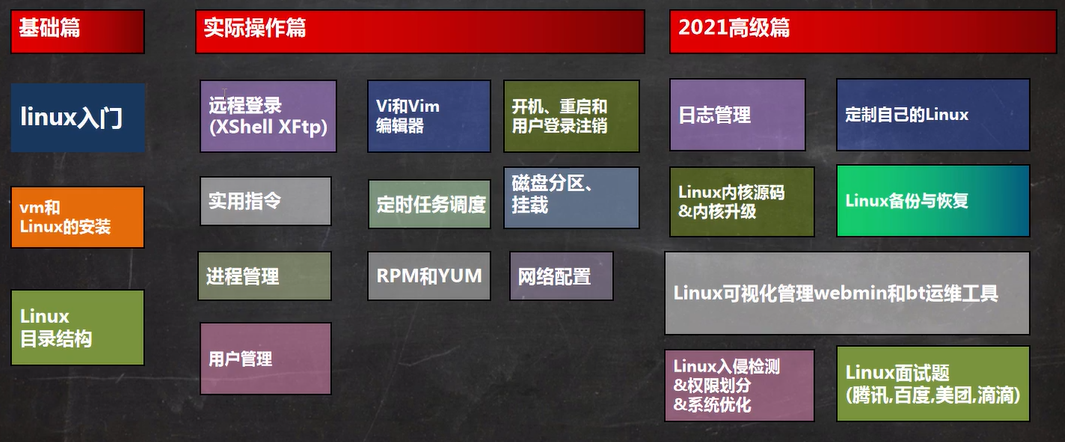 基础篇
linux入门
vm和
Linux的安装
Linux
目录结构
实际操作篇
远程登录
(XShell XFtp)
Vi和Vim
编辑器
开机、重启和
用户登录注销
实用指令
定时任务调度
磁盘分区、
挂载
进程管理
RPM和YUM
网络配置
用户管理
2021高级篇
日志管理
定制自己的Linux
Linux内核源码
&内核升级
Linux备份与恢复
Linux可视化管理webmin和bt运维工具
Linux入侵检测
&权限划分
&系统优化
Linux面试题
(腾讯,百度,美团,滴滴)